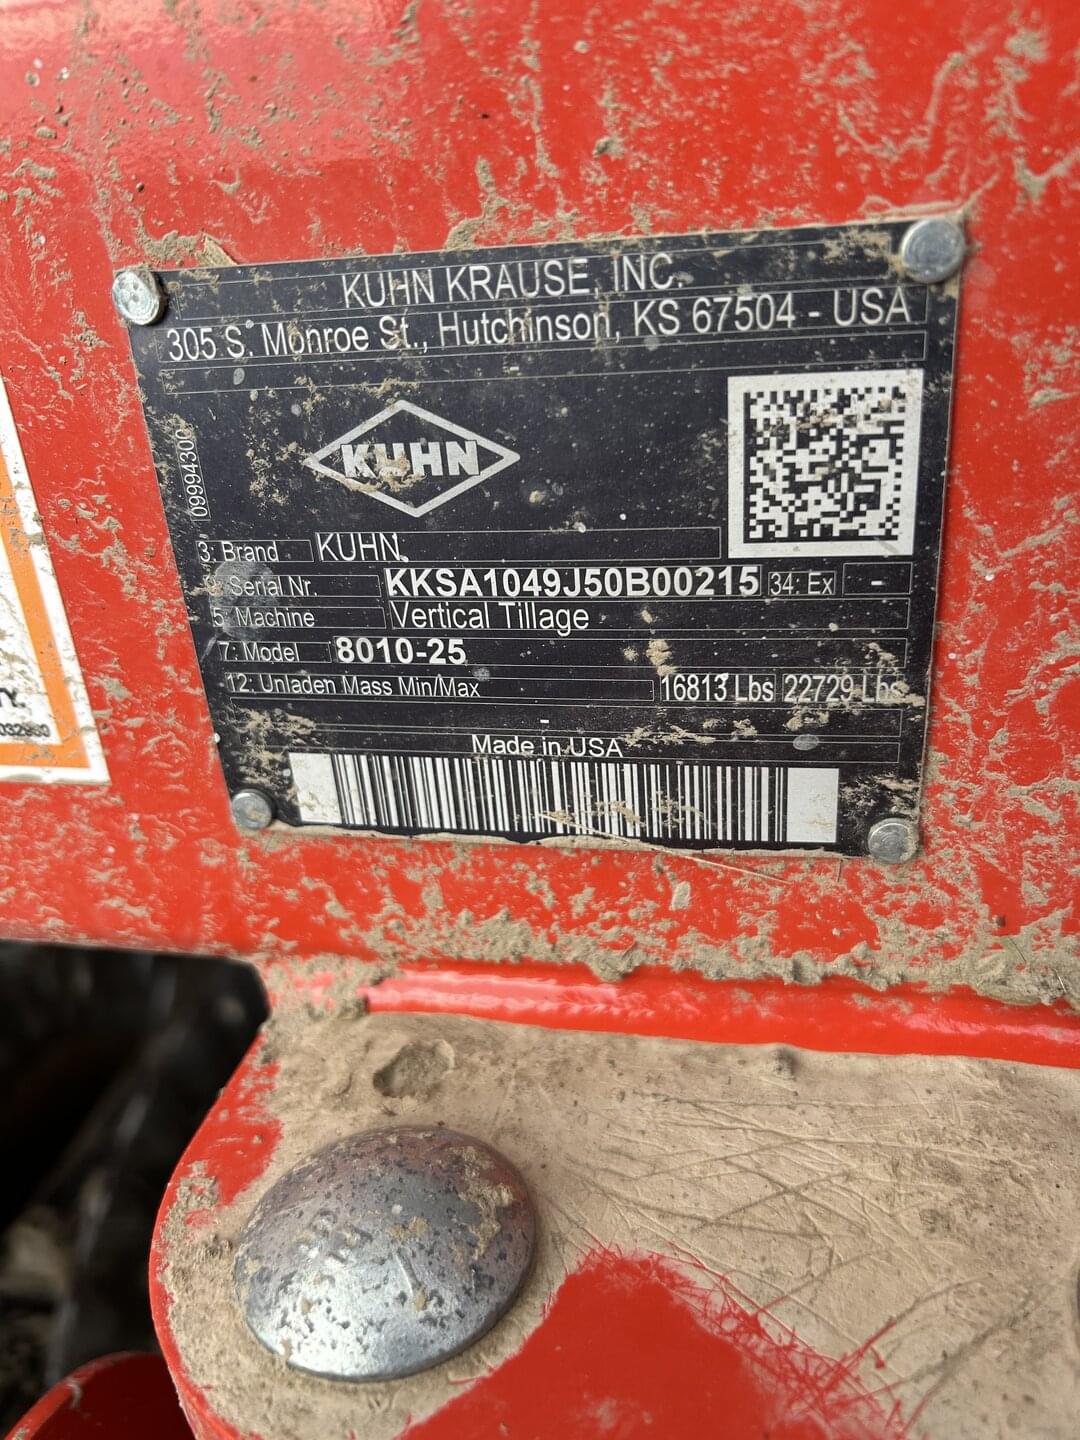 KUHN KRAUSE, INC.
305 S. Monroe St., Hutchinson, KS 67504 - USA
09994300
KUHN
3: Brand KUHN
Serial Nr. KKSA1049J50B00215 34: Ex -
5: Machine Vertical Tillage
7: Model 8010-25
12: Unladen Mass Min/Max 16813 Lbs 22729 Lbs
-
Made in USA